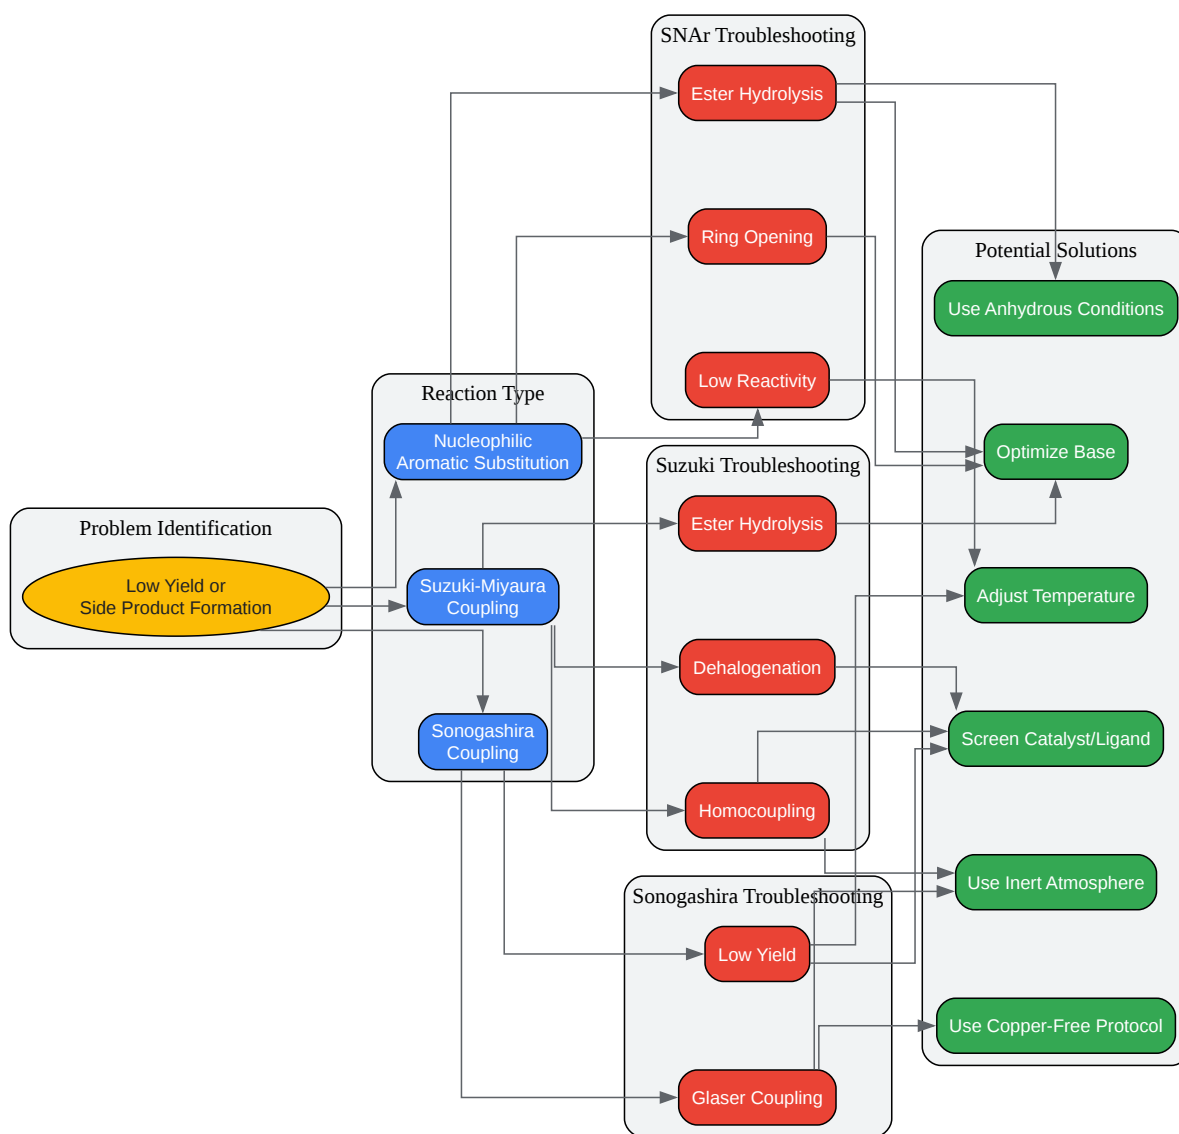 Problem Identification
Low Yield or
Side Product Formation
Reaction Type
Nucleophilic
Aromatic Substitution
Suzuki-Miyaura
Coupling
Sonogashira
Coupling
SNAr Troubleshooting
Ester Hydrolysis
Ring Opening
Low Reactivity
Suzuki Troubleshooting
Ester Hydrolysis
Dehalogenation
Homocoupling
Sonogashira Troubleshooting
Low Yield
Glaser Coupling
Potential Solutions
Use Anhydrous Conditions
Optimize Base
Adjust Temperature
Screen Catalyst/Ligand
Use Inert Atmosphere
Use Copper-Free Protocol